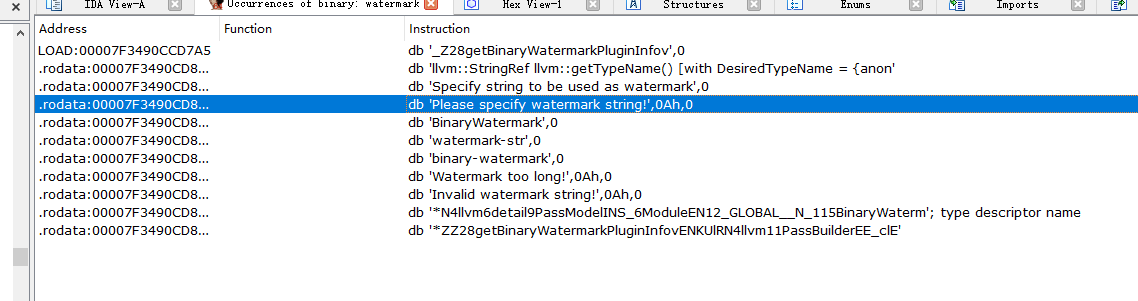 IDA View-A Occurrences of binary: watermark Hex View-1 Structures Enums Imports
Address Function Instruction
LOAD:00007F3490CCD7A5 db '_Z28getBinaryWatermarkPluginInfov',0
.rodata:00007F3490CD8... db 'llvm::StringRef llvm::getTypeName() [with DesiredTypeName = {anon'
.rodata:00007F3490CD8... db 'Specify string to be used as watermark',0
.rodata:00007F3490CD8... db 'Please specify watermark string!',0Ah,0
.rodata:00007F3490CD8... db 'BinaryWatermark',0
.rodata:00007F3490CD8... db 'watermark-str',0
.rodata:00007F3490CD8... db 'binary-watermark',0
.rodata:00007F3490CD8... db 'Watermark too long!',0Ah,0
.rodata:00007F3490CD8... db 'Invalid watermark string!',0Ah,0
.rodata:00007F3490CD8... db '*N4llvm6detail9PassModelINS_6ModuleEN12_GLOBAL__N_115BinaryWaterm'; type descriptor name
.rodata:00007F3490CD8... db '*ZZ28getBinaryWatermarkPluginInfovENKUlRN4llvm11PassBuilderEE_clE'